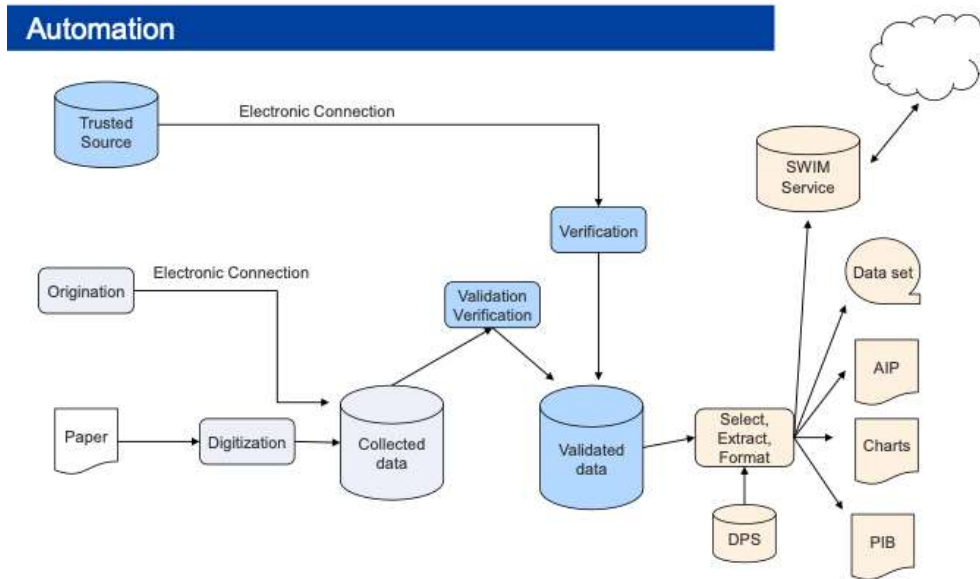 Automation
Trusted
Source
Electronic Connection
SWIM
Service
Verification
Origination
Electronic Connection
Validation
Verification
Data set
AIP
Paper
Digitization
Collected
data
Validated
data
Select,
Extract,
Format
Charts
DPS
PIB